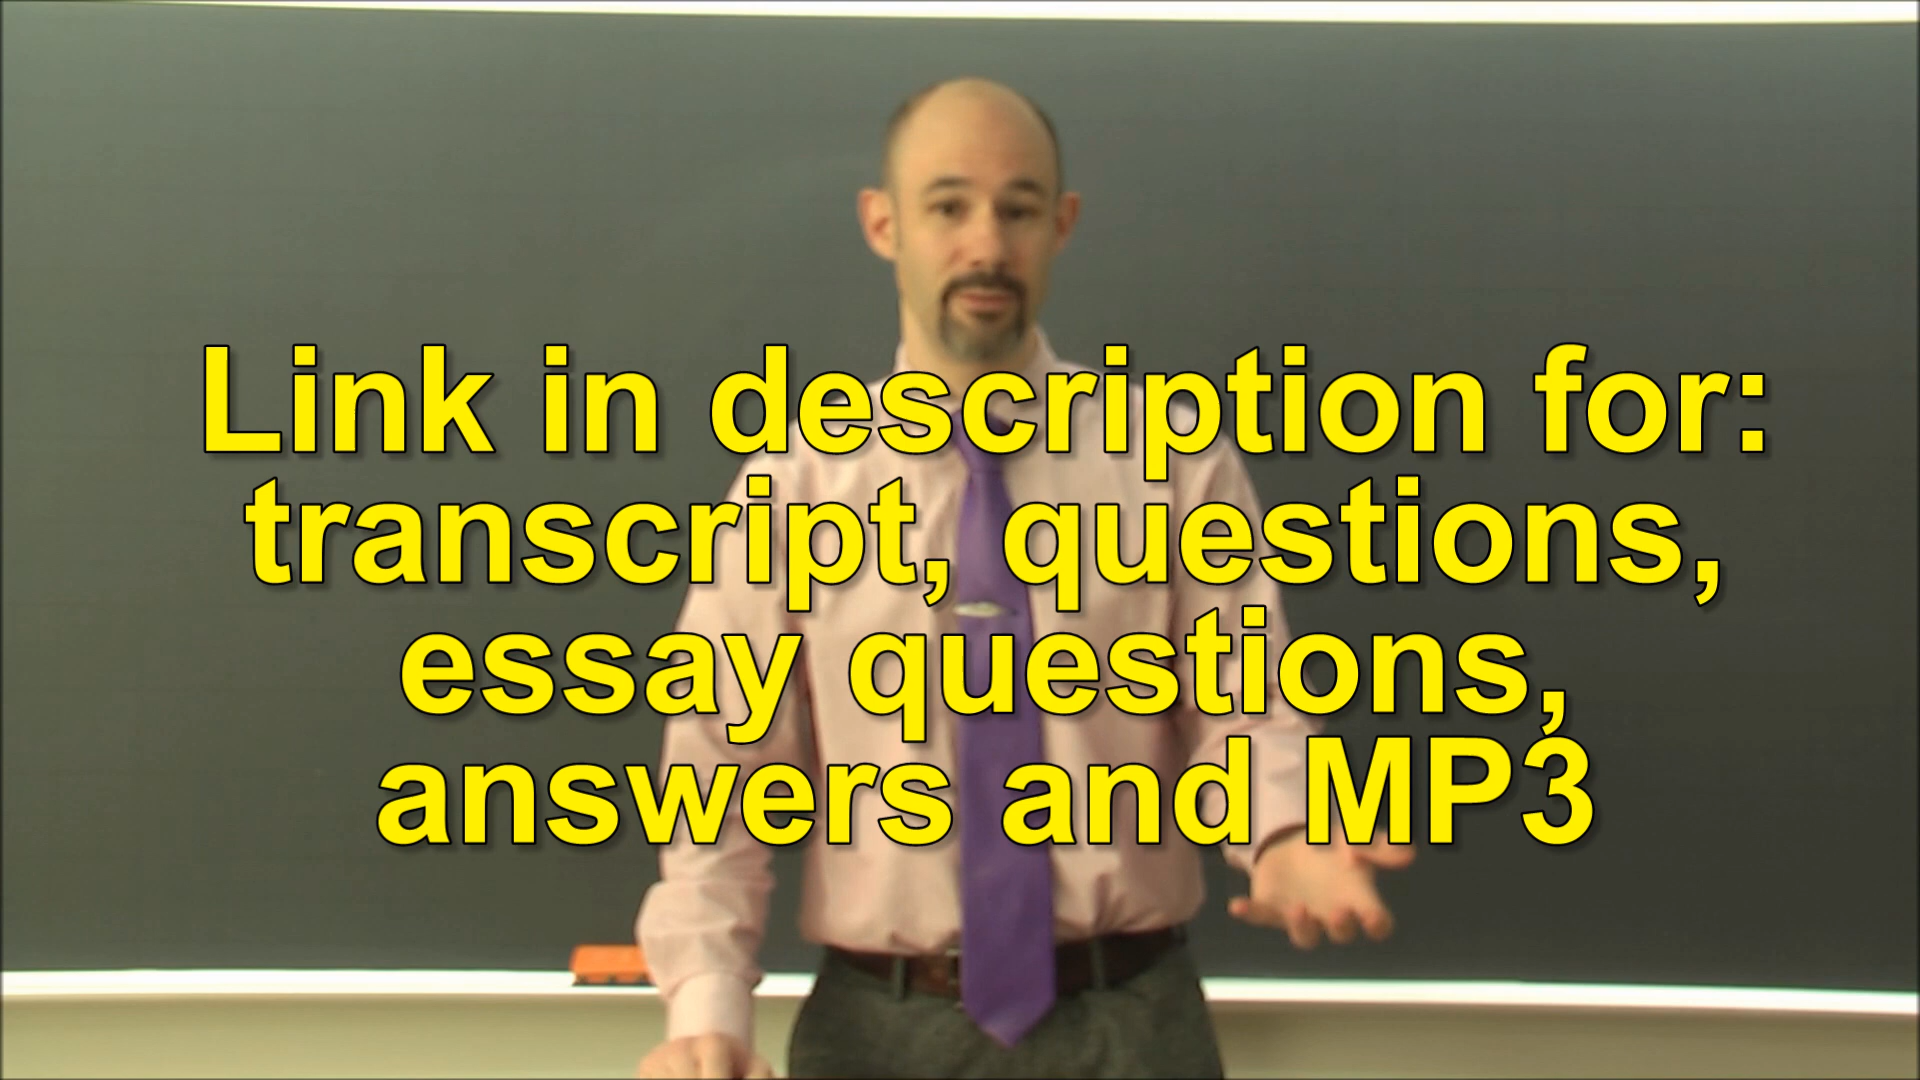 Link in description for:
transcript, questions,
essay questions,
answers and MP3